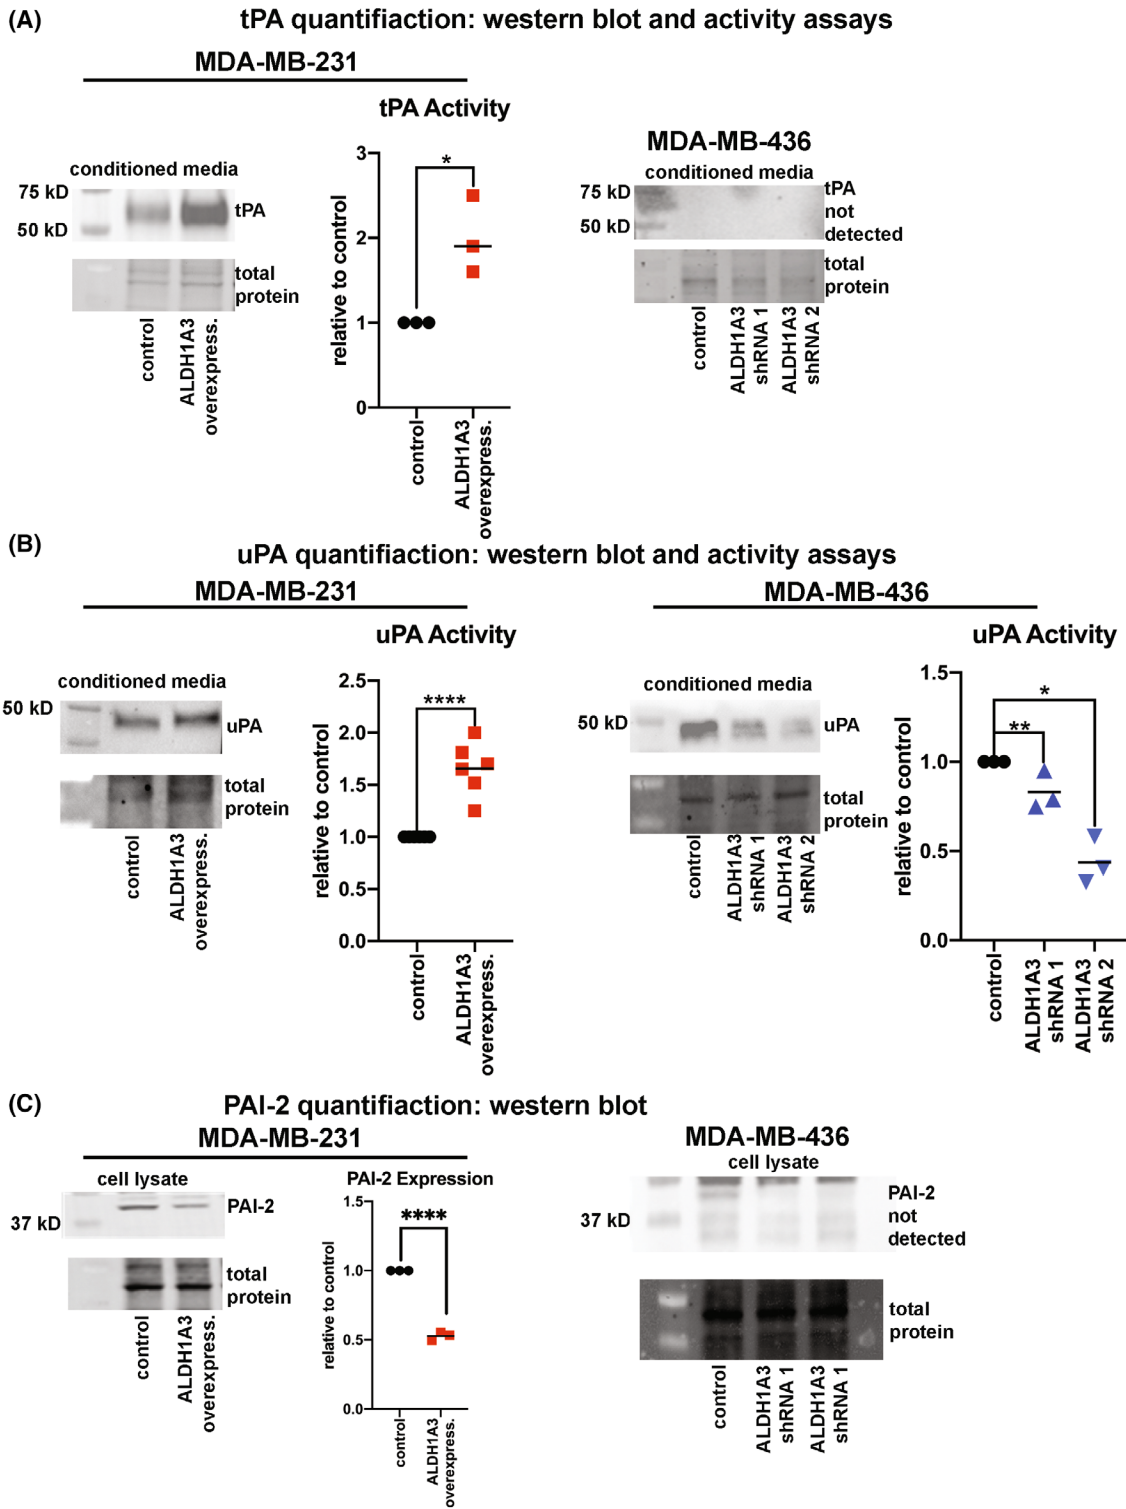 (A)
tPA quantifiaction: western blot and activity assays
MDA-MB-231
tPA Activity
conditioned media
75 kD
50 kD
tPA
total
protein
control
ALDH1A3
overexpress.
relative to control
3
2
1
0
*
control
ALDH1A3
overexpress.
MDA-MB-436
conditioned media
75 kD
50 kD
tPA
not
detected
total
protein
control
ALDH1A3
shRNA 1
ALDH1A3
shRNA 2
(B)
uPA quantifiaction: western blot and activity assays
MDA-MB-231
uPA Activity
conditioned media
50 kD
uPA
total
protein
control
ALDH1A3
overexpress.
relative to control
2.5
2.0
1.5
1.0
0.5
0.0
****
control
ALDH1A3
overexpress.
MDA-MB-436
conditioned media
50 kD
uPA
total
protein
control
ALDH1A3
shRNA 1
ALDH1A3
shRNA 2
uPA Activity
relative to control
1.5
1.0
0.5
0.0
*
**
control
ALDH1A3
shRNA 1
ALDH1A3
shRNA 2
(C)
PAI-2 quantifiaction: western blot
MDA-MB-231
cell lysate
37 kD
PAI-2
total
protein
control
ALDH1A3
overexpress.
PAI-2 Expression
relative to control
1.5
1.0
0.5
0.0
****
control
ALDH1A3
overexpress.
MDA-MB-436
cell lysate
37 kD
PAI-2
not
detected
total
protein
control
ALDH1A3
shRNA 1
ALDH1A3
shRNA 1